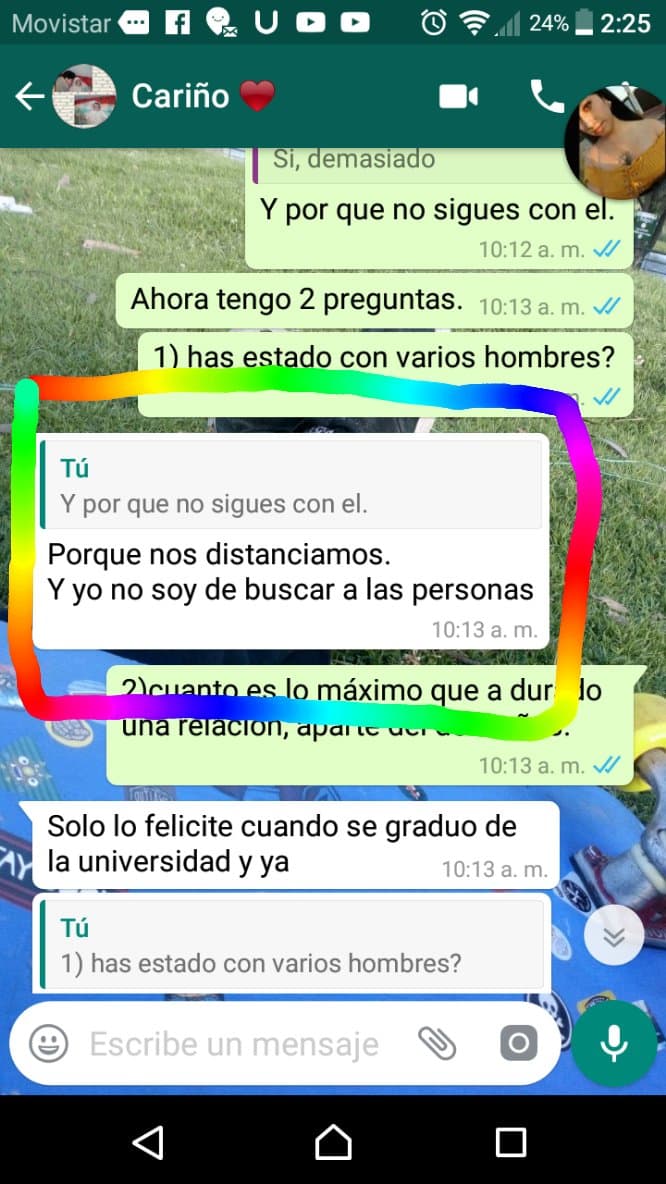 Movistar 24% 2:25
Cariño
Si, demasiado
Y por que no sigues con el.
10:12 a. m.
Ahora tengo 2 preguntas. 10:13 a. m.
1) has estado con varios hombres?
Tú
Y por que no sigues con el.
Porque nos distanciamos.
Y yo no soy de buscar a las personas
10:13 a. m.
2)cuanto es lo máximo que a durado
una relación, aparte del
10:13 a. m.
Solo lo felicite cuando se graduo de
la universidad y ya 10:13 a. m.
Tú
1) has estado con varios hombres?
Escribe un mensaje